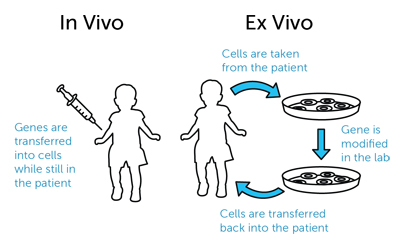 In Vivo
Genes are
transferred
into cells
while still in
the patient
Ex Vivo
Cells are taken
from the patient
Gene is
modified
in the lab
Cells are transferred
back into the patient